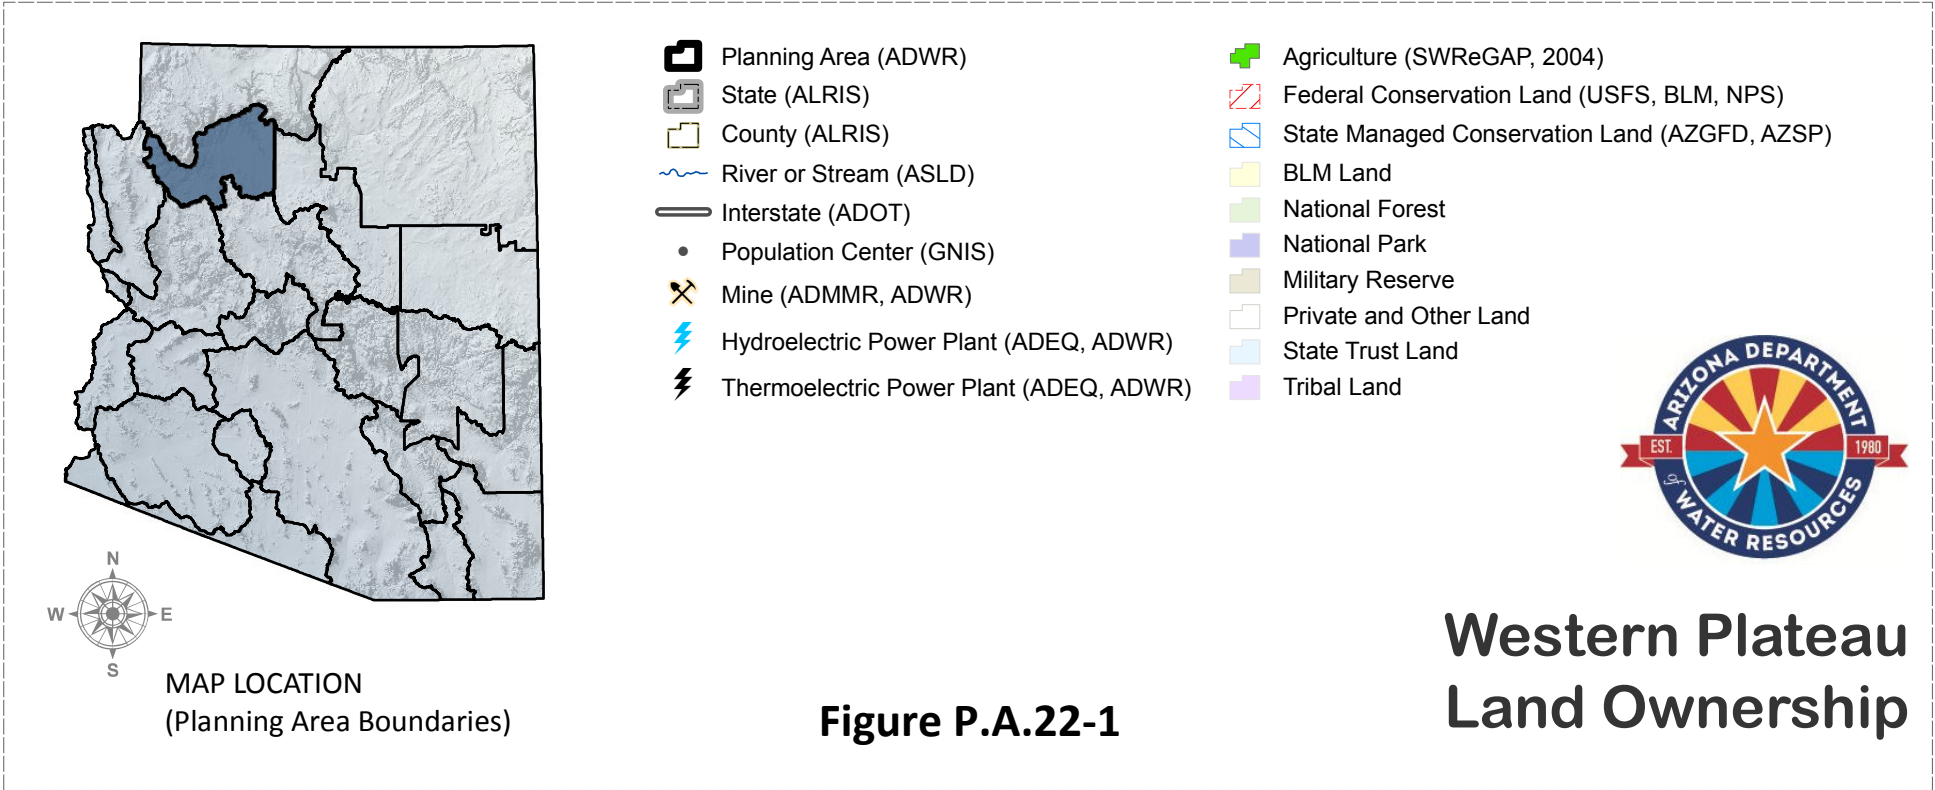 N
W
E
S
MAP LOCATION
(Planning Area Boundaries)
Planning Area (ADWR)
State (ALRIS)
County (ALRIS)
River or Stream (ASLD)
Interstate (ADOT)
Population Center (GNIS)
Mine (ADMMR, ADWR)
Hydroelectric Power Plant (ADEQ, ADWR)
Thermoelectric Power Plant (ADEQ, ADWR)
Agriculture (SWReGAP, 2004)
Federal Conservation Land (USFS, BLM, NPS)
State Managed Conservation Land (AZGFD, AZSP)
BLM Land
National Forest
National Park
Military Reserve
Private and Other Land
State Trust Land
Tribal Land
ARIZONA DEPARTMENT
EST. 1980
of WATER RESOURCES
Figure P.A.22-1
Western Plateau
Land Ownership